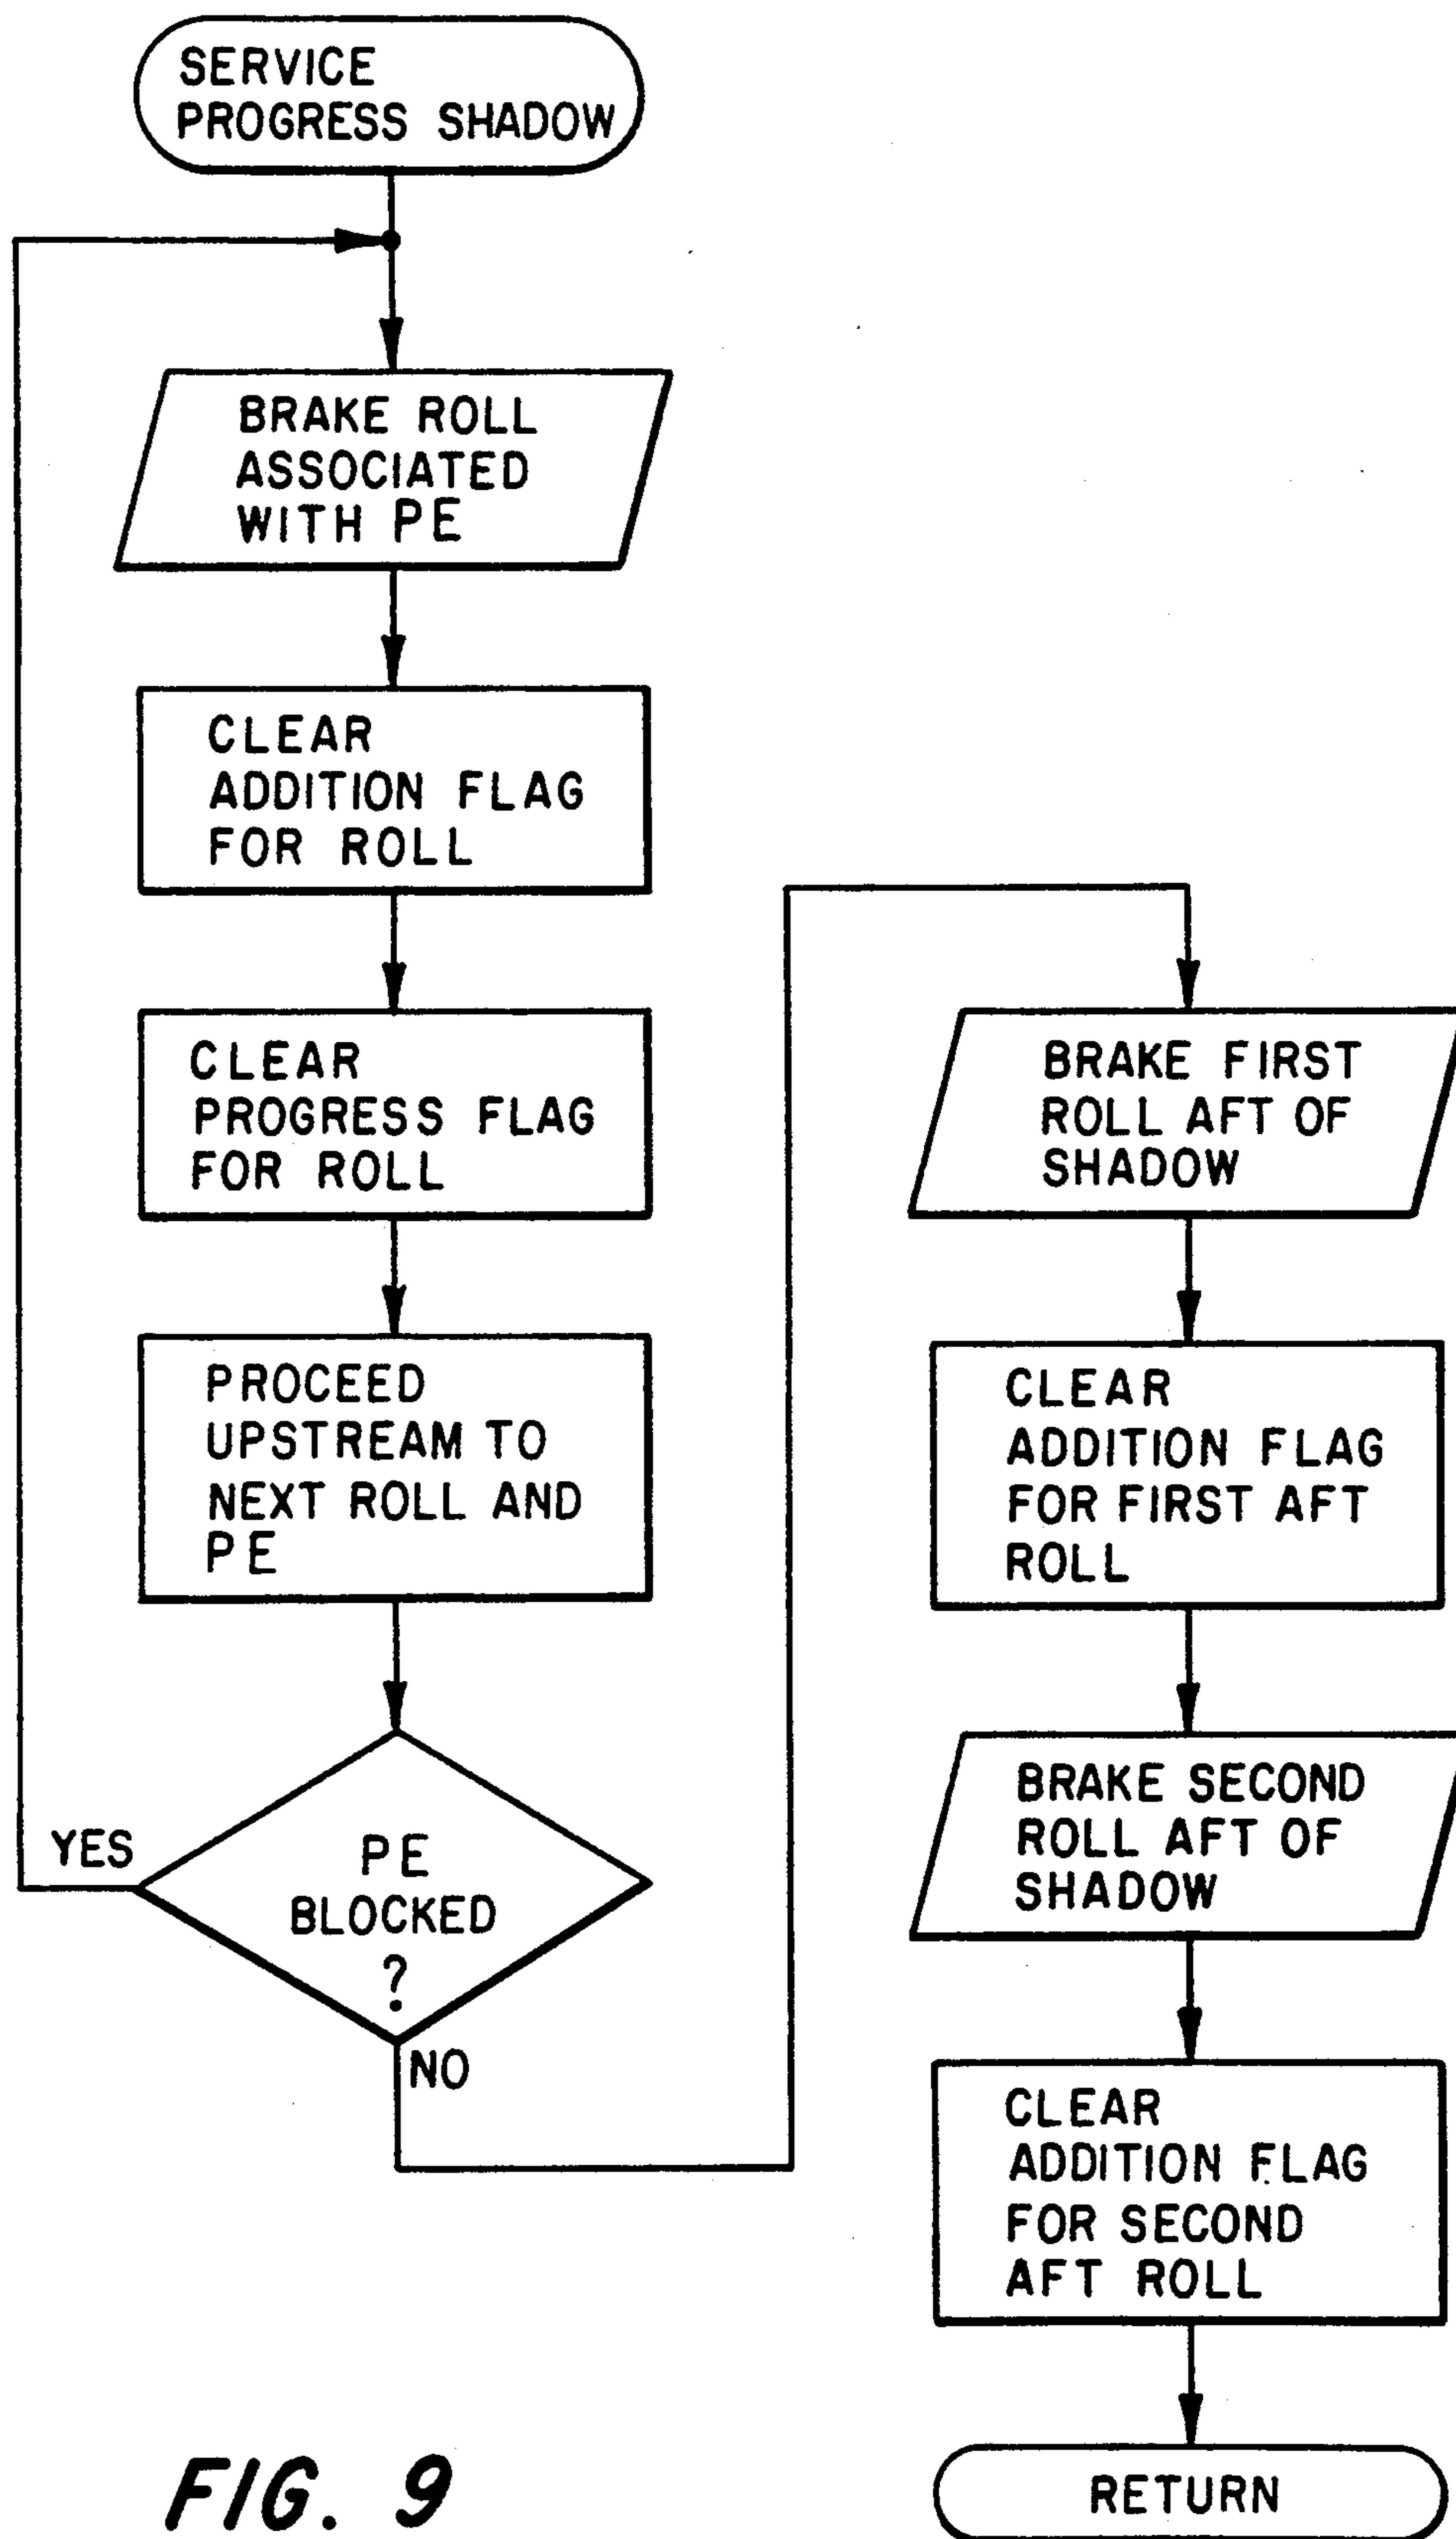 SERVICE
PROGRESS SHADOW
BRAKE ROLL
ASSOCIATED
WITH PE
CLEAR
ADDITION FLAG
FOR ROLL
CLEAR
PROGRESS FLAG
FOR ROLL
PROCEED
UPSTREAM TO
NEXT ROLL AND
PE
PE
BLOCKED
?
YES
NO
BRAKE FIRST
ROLL AFT OF
SHADOW
CLEAR
ADDITION FLAG
FOR FIRST AFT
ROLL
BRAKE SECOND
ROLL AFT OF
SHADOW
CLEAR
ADDITION FLAG
FOR SECOND
AFT ROLL
RETURN
FIG. 9